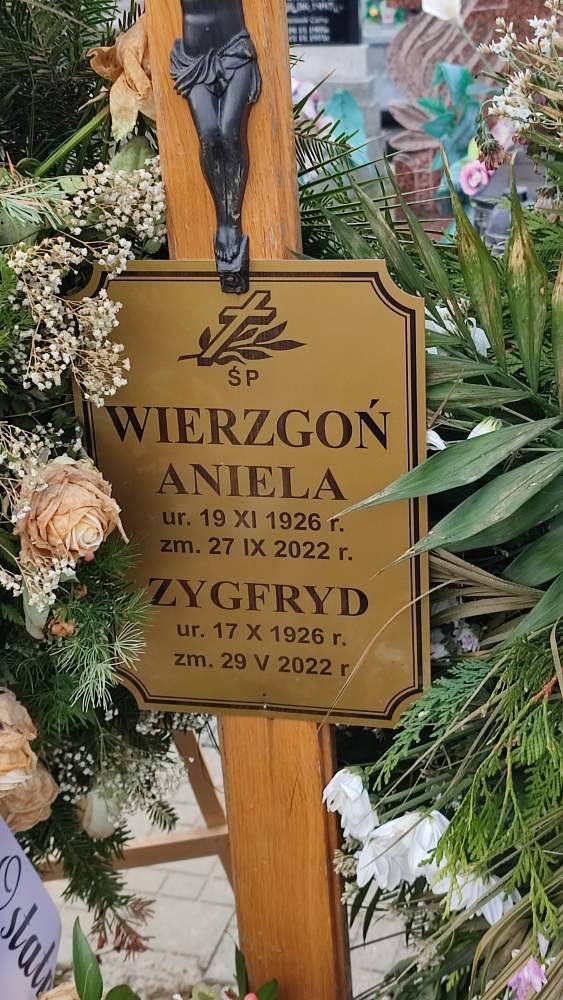 ŚP
WIERZGOŃ
ANIELA
ur. 19 XI 1926 r.
zm. 27 IX 2022 r.
ZYGFRYD
ur. 17 X 1926 r.
zm. 29 V 2022 r